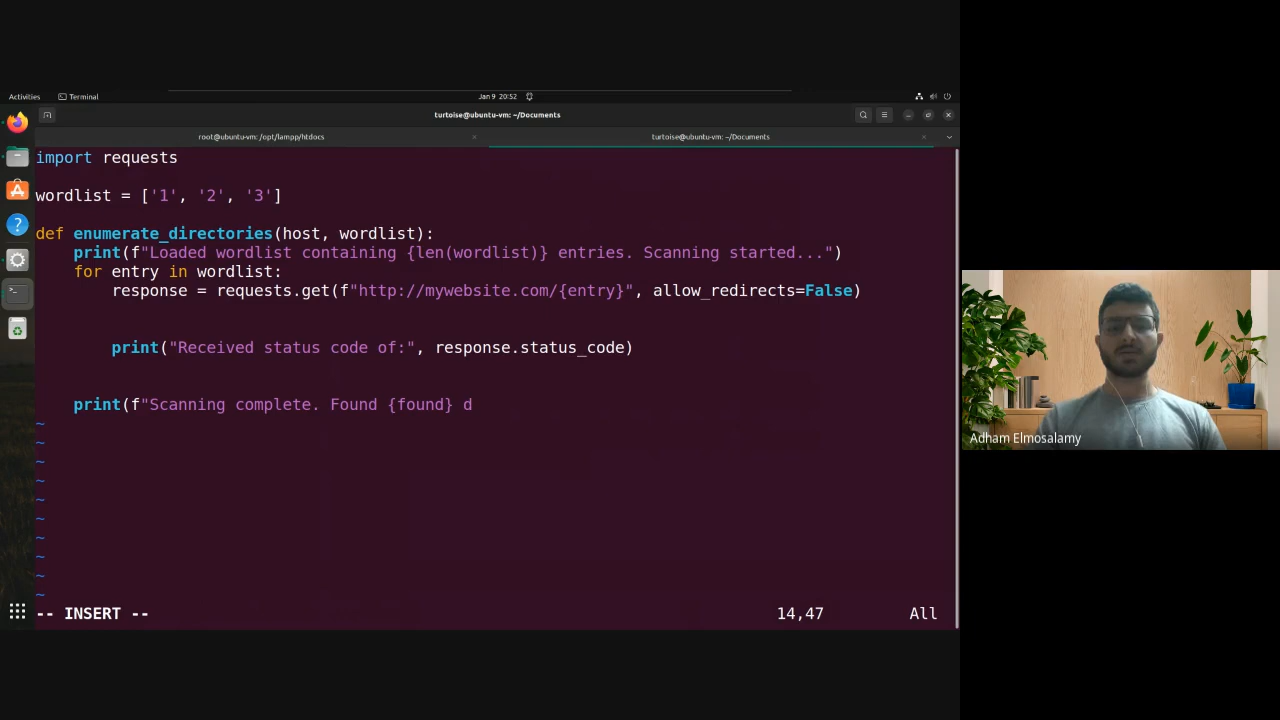 Activities
Terminal
Jan 9 20:52
turtoise@ubuntu-vm: ~/Documents
root@ubuntu-vm: /opt/lampp/htdocs
turtoise@ubuntu-vm: ~/Documents
import requests
wordlist = ['1', '2', '3']
def enumerate_directories(host, wordlist):
    print(f"Loaded wordlist containing {len(wordlist)} entries. Scanning started...")
    for entry in wordlist:
        response = requests.get(f"http://mywebsite.com/{entry}", allow_redirects=False)
        print("Received status code of:", response.status_code)
    print(f"Scanning complete. Found {found} d
~
~
~
~
~
~
~
~
~
~
-- INSERT --
14,47
All
Adham Elmosalamy